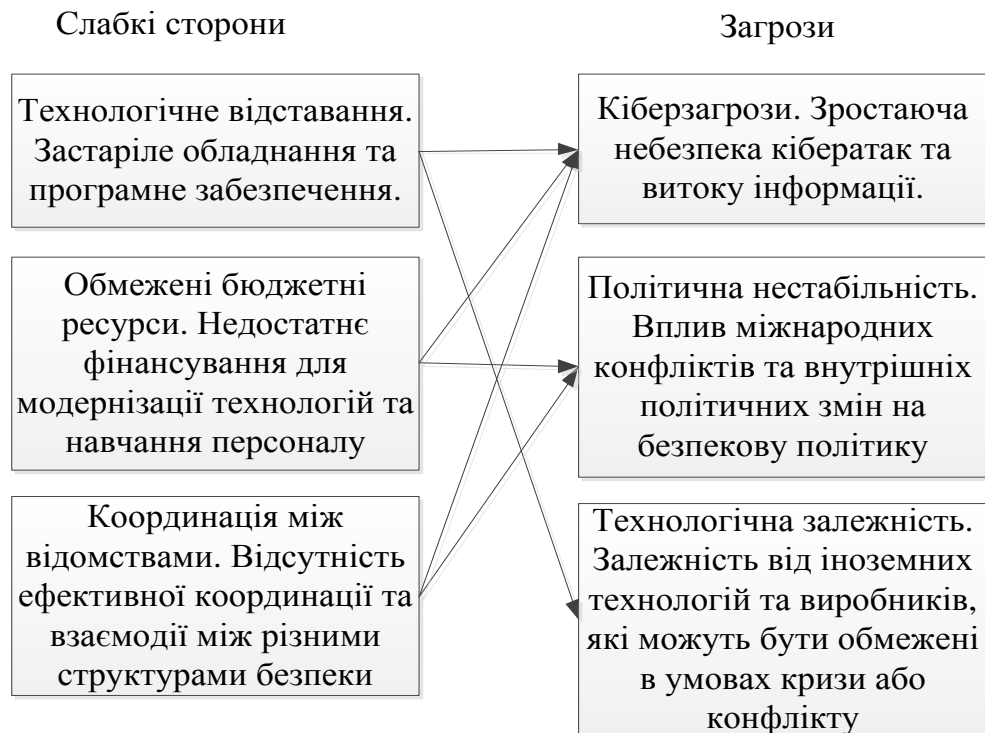 Слабкі сторони
Загрози
Технологічне відставання.
Застаріле обладнання та
програмне забезпечення.
Обмежені бюджетні
ресурси. Недостатнє
фінансування для
модернізації технологій та
навчання персоналу
Координація між
відомствами. Відсутність
ефективної координації та
взаємодії між різними
структурами безпеки
Кіберзагрози. Зростаюча
небезпека кібератак та
витоку інформації.
Політична нестабільність.
Вплив міжнародних
конфліктів та внутрішніх
політичних змін на
безпекову політику
Технологічна залежність.
Залежність від іноземних
технологій та виробників,
які можуть бути обмежені
в умовах кризи або
конфлікту